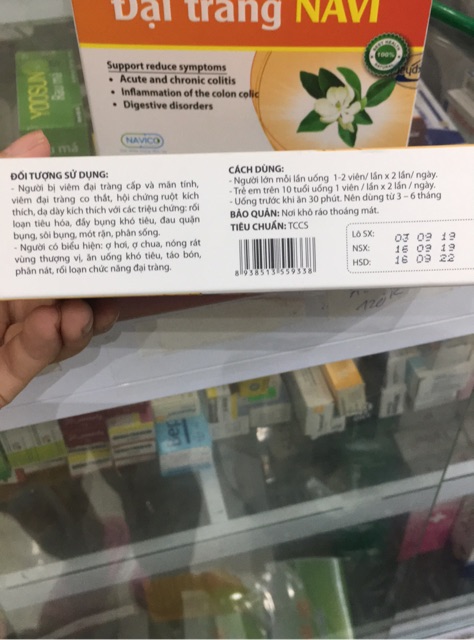 Đại tràng NAVI
Support reduce symptoms
• Acute and chronic colitis
• Inflammation of the colon colic
• Digestive disorders
100%
NAVICO
YOOSUN
Rau má
má
ĐỐI TƯỢNG SỬ DỤNG:
- Người bị viêm đại tràng cấp và mãn tính,
viêm đại tràng co thắt, hội chứng ruột kích
thích, dạ dày kích thích với các triệu chứng: rối
loạn tiêu hóa, đầy bụng khó tiêu, đau quặn
bụng, sôi bụng, mót rặn, phân sống.
- Người có biểu hiện: ợ hơi, ợ chua, nóng rát
vùng thượng vị, ăn uống khó tiêu, táo bón,
phân nát, rối loạn chức năng đại tràng.
CÁCH DÙNG:
- Người lớn mỗi lần uống 1-2 viên/ lần x 2 lần/ ngày.
- Trẻ em trên 10 tuổi uống 1 viên / lần x 2 lần / ngày.
- Uống trước khi ăn 30 phút. Nên dùng từ 3 – 6 tháng
BẢO QUẢN: Nơi khô ráo thoáng mát.
TIÊU CHUẨN: TCCS
8 938513 559338
Lô SX: 03 09 19
NSX: 16 09 19
HSD: 16 09 22